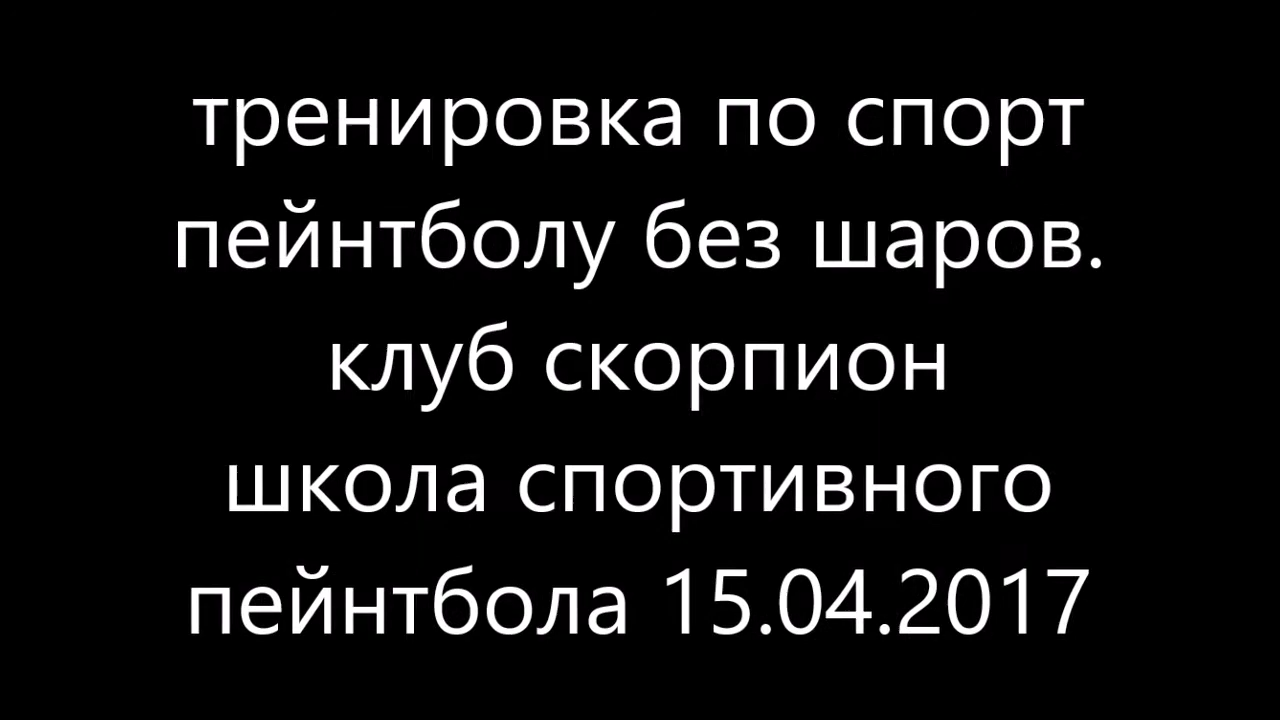 тренировка по спорт
пейнтболу без шаров.
клуб скорпион
школа спортивного
пейнтбола 15.04.2017